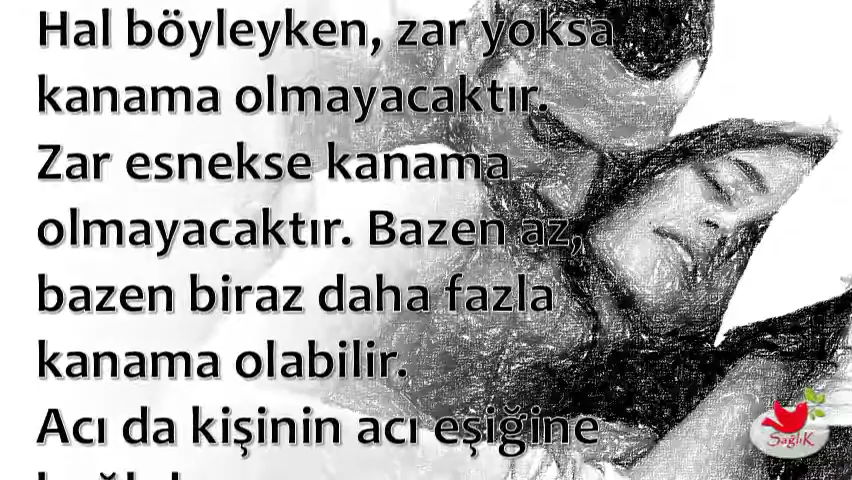 Hal böyleyken, zar yoksa
kanama olmayacaktır.
Zar esnekse kanama
olmayacaktır. Bazen az,
bazen biraz daha fazla
kanama olabilir.
Acı da kişinin acı eşiğine
SağlıK